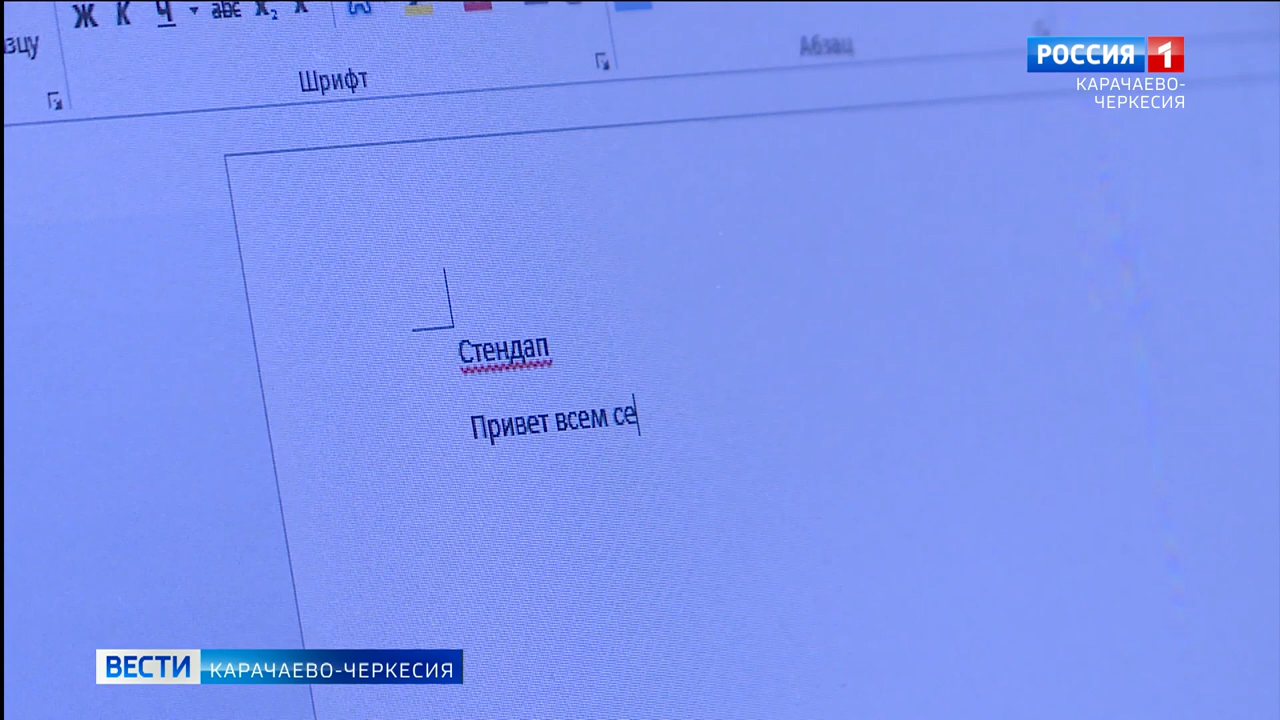 Ж К Ч abc X₂
зцу
Шрифт
Абзац
РОССИЯ 1
КАРАЧАЕВО-
ЧЕРКЕСИЯ
Стендап
Привет всем се
ВЕСТИ КАРАЧАЕВО-ЧЕРКЕСИЯ